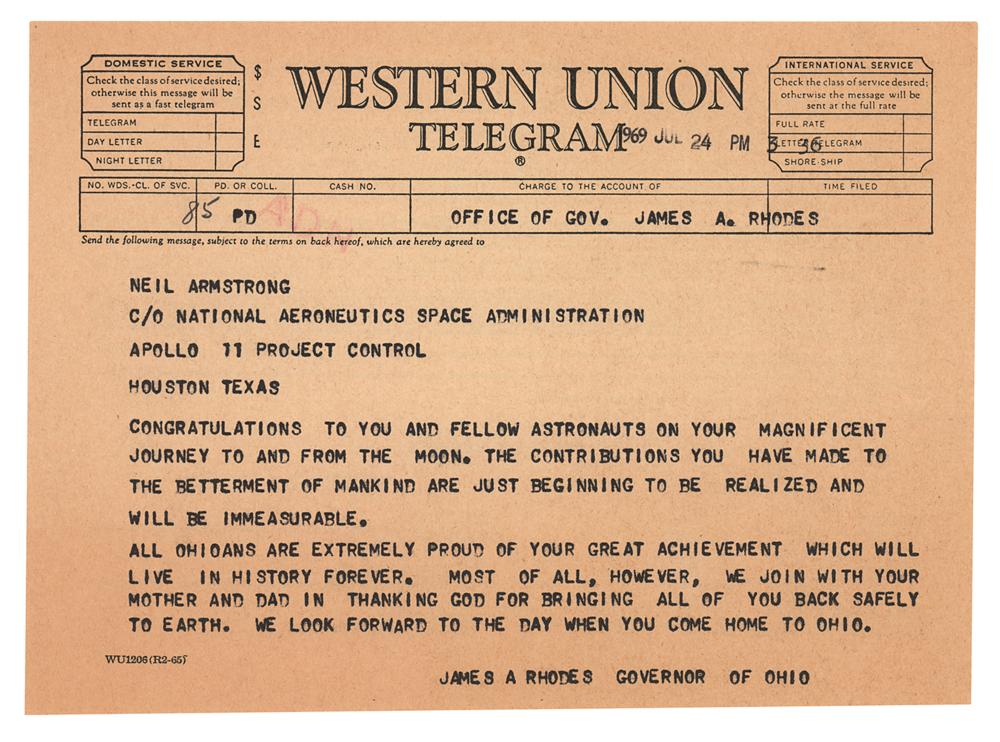 DOMESTIC SERVICE
Check the class of service desired;
otherwise this message will be
sent as a fast telegram
TELEGRAM
DAY LETTER
NIGHT LETTER
$
S
E
WESTERN UNION
TELEGRAM
®
1969 JUL 24 PM 3 36
INTERNATIONAL SERVICE
Check the class of service desired;
otherwise the message will be
sent at the full rate
FULL RATE
LETTER TELEGRAM
SHORE-SHIP
NO. WDS.-CL. OF SVC.
PD. OR COLL.
CASH NO.
CHARGE TO THE ACCOUNT OF
TIME FILED
85 PD
OFFICE OF GOV. JAMES A. RHODES
Send the following message, subject to the terms on back hereof, which are hereby agreed to
NEIL ARMSTRONG
C/O NATIONAL AERONEUTICS SPACE ADMINISTRATION
APOLLO 11 PROJECT CONTROL
HOUSTON TEXAS
CONGRATULATIONS TO YOU AND FELLOW ASTRONAUTS ON YOUR MAGNIFICENT
JOURNEY TO AND FROM THE MOON. THE CONTRIBUTIONS YOU HAVE MADE TO
THE BETTERMENT OF MANKIND ARE JUST BEGINNING TO BE REALIZED AND
WILL BE IMMEASURABLE.
ALL OHIOANS ARE EXTREMELY PROUD OF YOUR GREAT ACHIEVEMENT WHICH WILL
LIVE IN HISTORY FOREVER. MOST OF ALL, HOWEVER, WE JOIN WITH YOUR
MOTHER AND DAD IN THANKING GOD FOR BRINGING ALL OF YOU BACK SAFELY
TO EARTH. WE LOOK FORWARD TO THE DAY WHEN YOU COME HOME TO OHIO.
WU1206 (R2-65)
JAMES A RHODES GOVERNOR OF OHIO